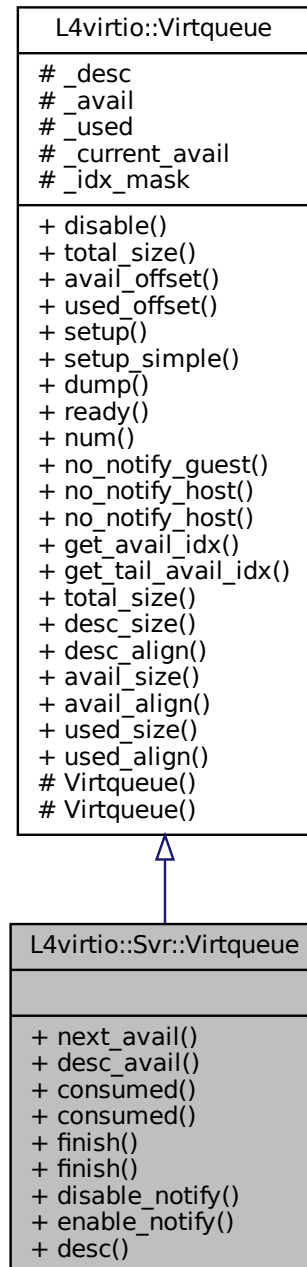 L4virtio::Virtqueue
# _desc
# _avail
# _used
# _current_avail
# _idx_mask
+ disable()
+ total_size()
+ avail_offset()
+ used_offset()
+ setup()
+ setup_simple()
+ dump()
+ ready()
+ num()
+ no_notify_guest()
+ no_notify_host()
+ no_notify_host()
+ get_avail_idx()
+ get_tail_avail_idx()
+ total_size()
+ desc_size()
+ desc_align()
+ avail_size()
+ avail_align()
+ used_size()
+ used_align()
# Virtqueue()
# Virtqueue()
L4virtio::Svr::Virtqueue
+ next_avail()
+ desc_avail()
+ consumed()
+ consumed()
+ finish()
+ finish()
+ disable_notify()
+ enable_notify()
+ desc()